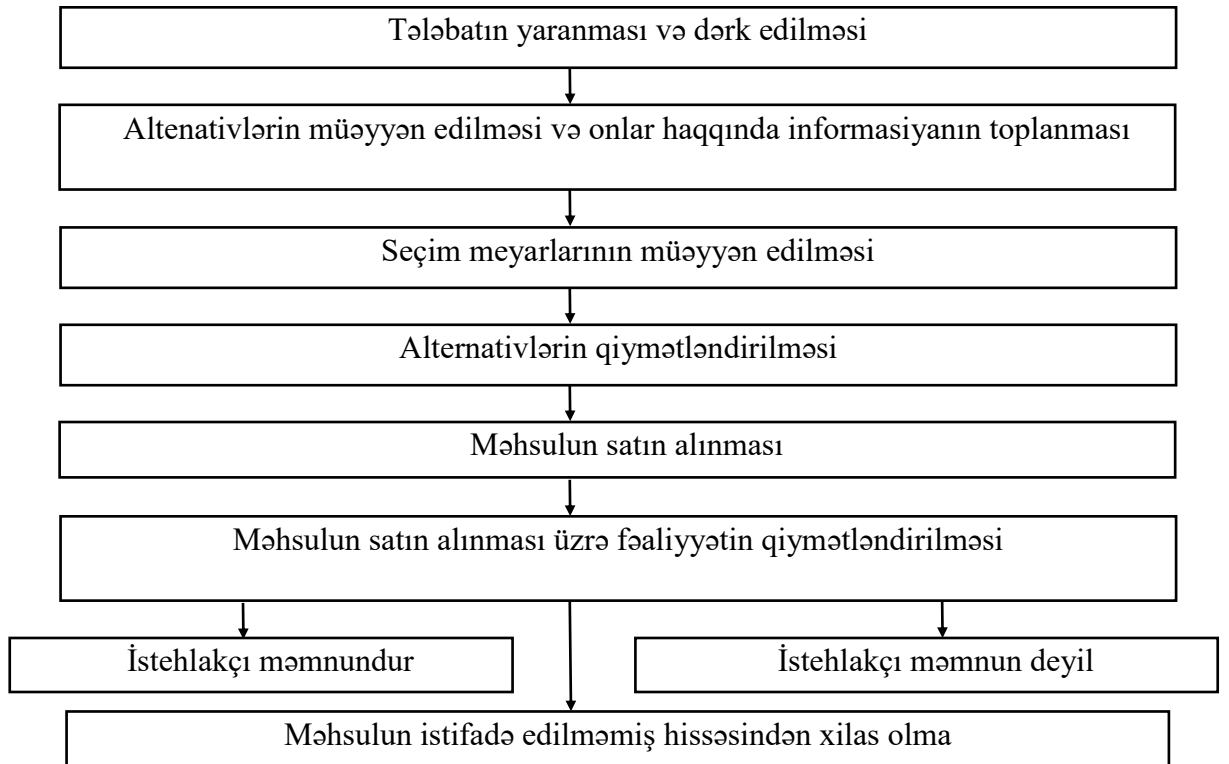 Tələbatın yaranması və dərk edilməsi
Altenativlərin müəyyən edilməsi və onlar haqqında informasiyanın toplanması
Seçim meyarlarının müəyyən edilməsi
Alternativlərin qiymətləndirilməsi
Məhsulun satın alınması
Məhsulun satın alınması üzrə fəaliyyətin qiymətləndirilməsi
İstehlakçı məmnundur
İstehlakçı məmnun deyil
Məhsulun istifadə edilməmiş hissəsindən xilas olma